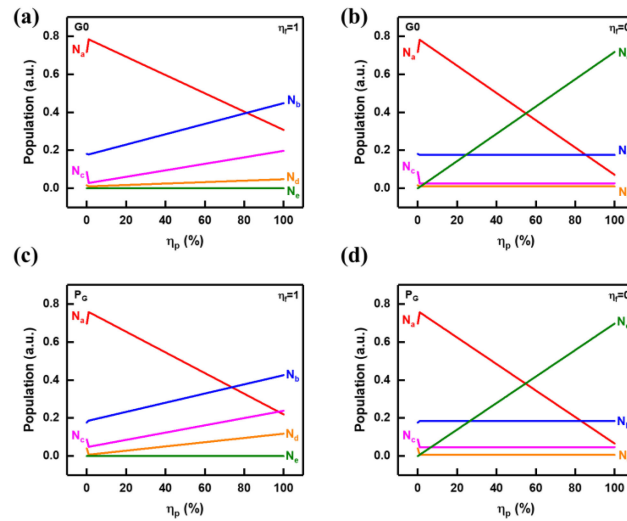 (a)
G0
ηf=1
Na
Nb
Nc
Nd
Ne
0.8
0.6
0.4
0.2
0.0
Population (a.u.)
0 20 40 60 80 100
ηp (%)
(b)
G0
Na
Nc
0.8
0.6
0.4
0.2
0.0
Population (a.u.)
0 20 40 60 80 100
ηp (%)
(c)
PG
ηf=1
Na
Nb
Nc
Nd
Ne
0.8
0.6
0.4
0.2
0.0
Population (a.u.)
0 20 40 60 80 100
ηp (%)
(d)
PG
Na
Nc
0.8
0.6
0.4
0.2
0.0
Population (a.u.)
0 20 40 60 80 100
ηp (%)